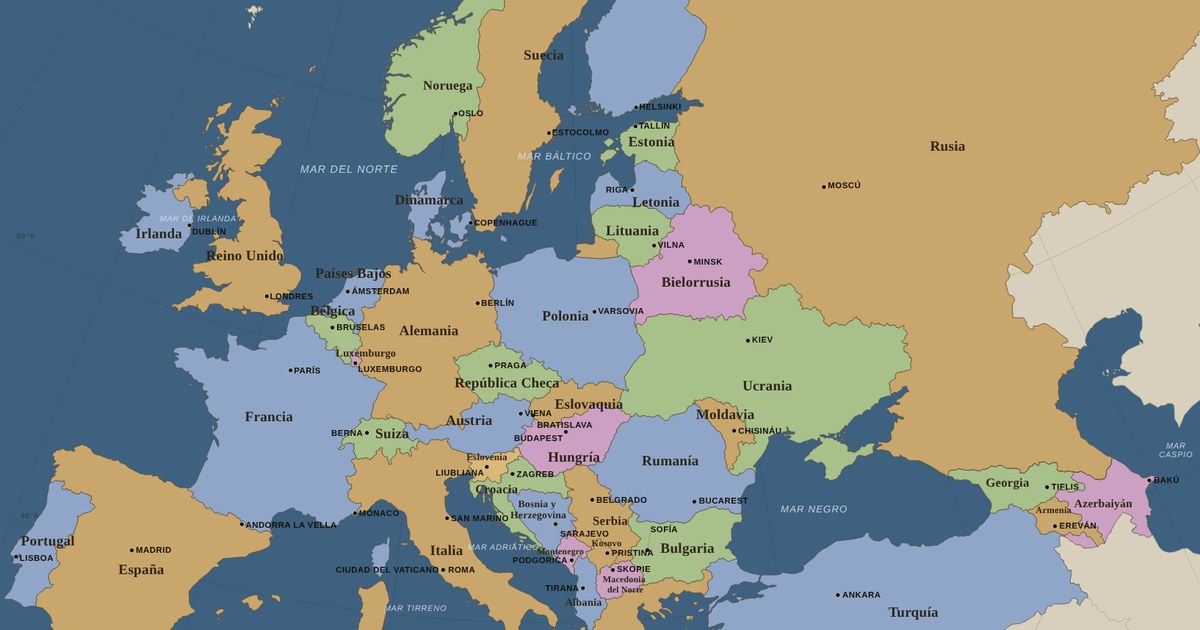 Suecia
Noruega
OSLO
HELSINKI
TALLIN
ESTOCOLMO
Estonia
Rusia
MAR BÁLTICO
MAR DEL NORTE
MOSCÚ
RIGA
Dinamarca
Letonia
MAR DE IRLANDA
COPENHAGUE
Irlanda
DUBLÍN
Lituania
50°N
VILNA
Reino Unido
MINSK
Países Bajos
Bielorrusia
ÁMSTERDAM
LONDRES
BERLÍN
Bélgica
VARSOVIA
Polonia
BRUSELAS
Alemania
KIEV
Luxemburgo
PRAGA
LUXEMBURGO
PARÍS
República Checa
Ucrania
Eslovaquia
VIENA
Moldavia
Francia
Austria
BRATISLAVA
CHISINÁU
BERNA
Suiza
BUDAPEST
MAR
CASPIO
Eslovenia
Hungría
Rumanía
LIUBLIANA
ZAGREB
BAKÚ
Georgia
TIFLIS
Croacia
BELGRADO
BUCAREST
Bosnia y
Herzegovina
Azerbaiyán
MAR NEGRO
Armenia
MÓNACO
40°N
SAN MARINO
Serbia
ANDORRA LA VELLA
EREVÁN
SOFÍA
SARAJEVO
Portugal
Kosovo
MADRID
Italia
MAR ADRIÁTICO
Montenegro
PRISTINA
Bulgaria
LISBOA
PODGORICA
España
CIUDAD DEL VATICANO
ROMA
SKOPIE
Macedonia
del Norte
TIRANA
ANKARA
Albania
MAR TIRRENO
Turquía